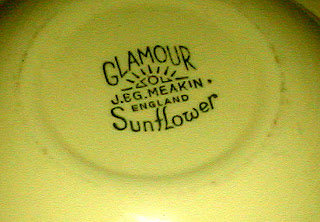 GLAMOUR
SOL
J.&G. MEAKIN.
ENGLAND
Sunflower